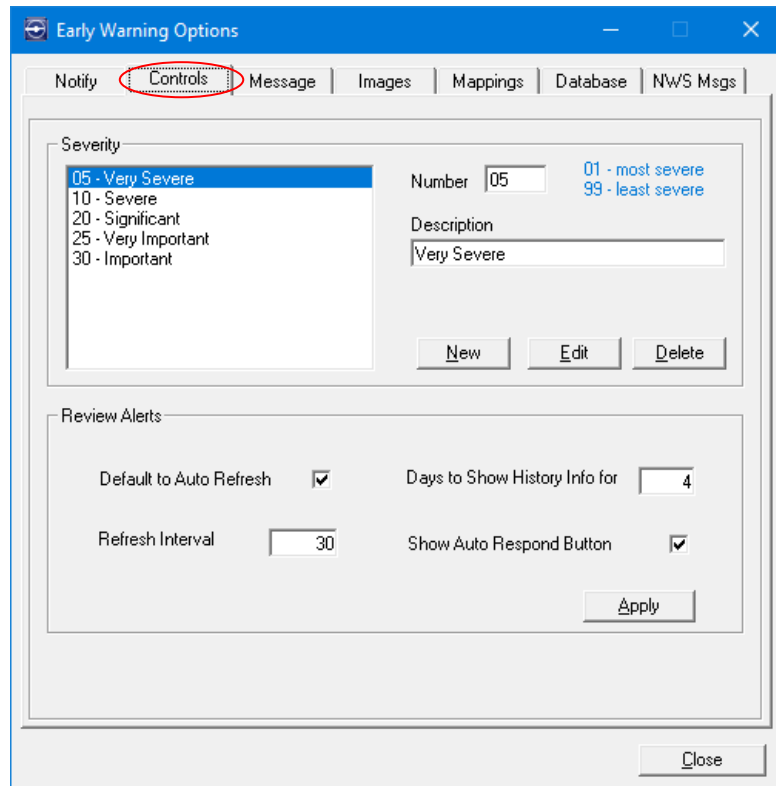 Early Warning Options
Notify Controls Message Images Mappings Database NWS Msgs
Severity
05 - Very Severe
10 - Severe
20 - Significant
25 - Very Important
30 - Important
Number 05
01 - most severe
99 - least severe
Description
Very Severe
New Edit Delete
Review Alerts
Default to Auto Refresh
Days to Show History Info for 4
Refresh Interval 30
Show Auto Respond Button
Apply
Close